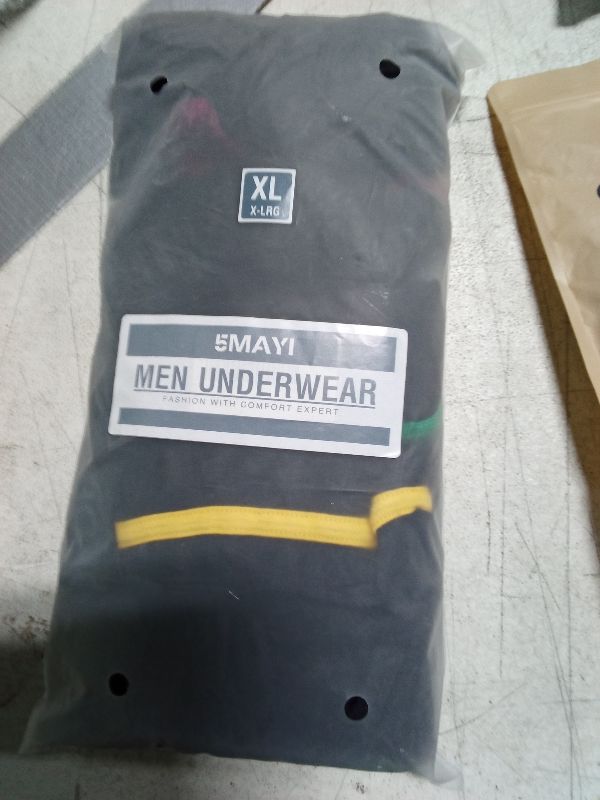 XL
X-LRG
5MAYI
MEN UNDERWEAR
FASHION WITH COMFORT EXPERT